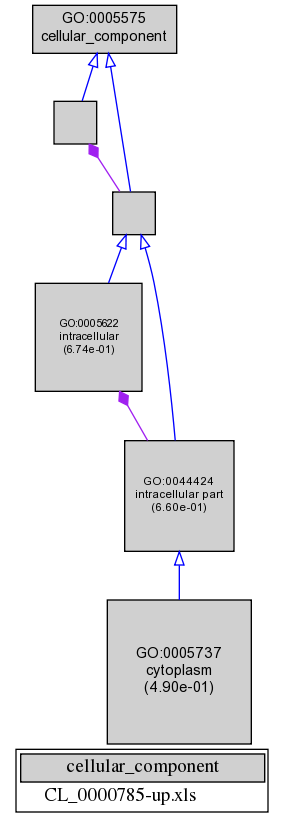 GO:0005575
cellular_component
GO:0005622
intracellular
(6.74e-01)
GO:0044424
intracellular part
(6.60e-01)
GO:0005737
cytoplasm
(4.90e-01)
cellular_component
CL_0000785-up.xls